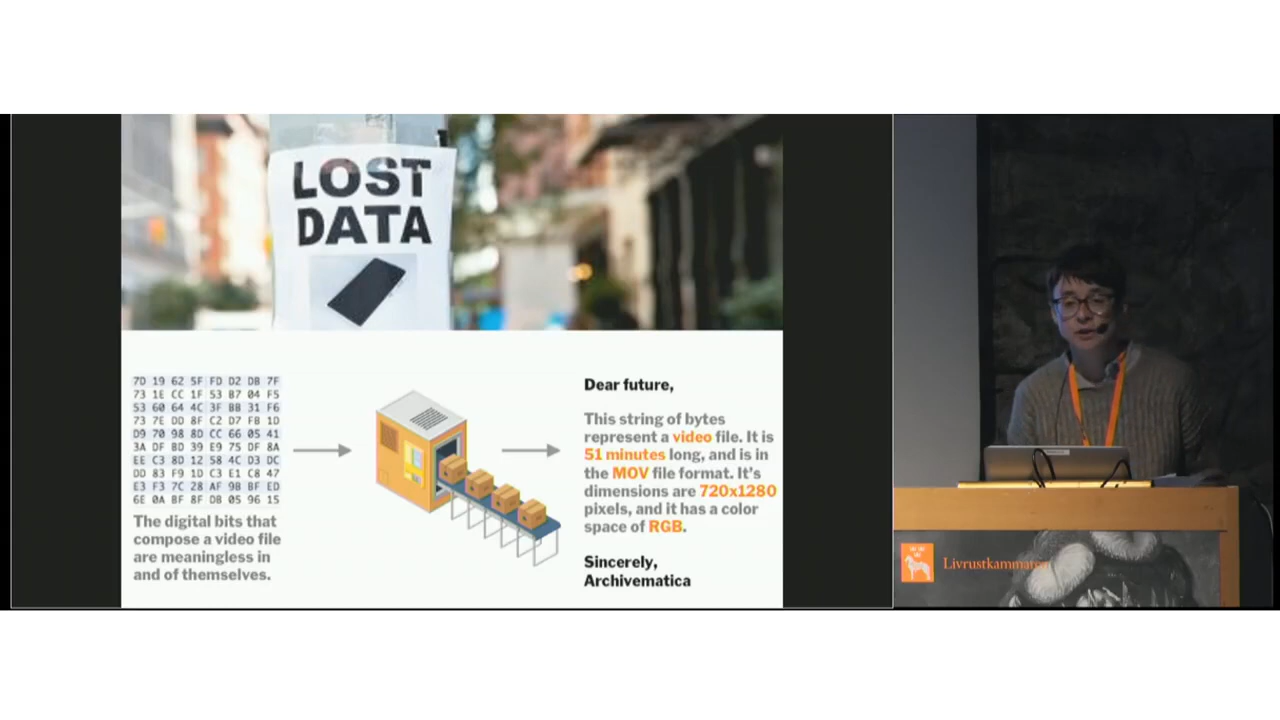 LOST
DATA
7D 19 62 5F FD D2 DB 7F
73 1E CC 1F 53 B7 04 F5
53 60 64 4C 3F BB 31 F6
73 7E DD 8F C2 D7 FB 1D
D9 70 98 8D CC 66 05 41
3A DF BD 39 E9 75 DF 8A
EE C3 8D 12 58 4C D3 DC
DD 83 F9 1D C3 E1 C8 47
E3 F3 7C 28 AF 9B BF ED
6E 0A BF 8F DB 05 96 15
The digital bits that
compose a video file
are meaningless in
and of themselves.
Dear future,
This string of bytes
represent a video file. It is
51 minutes long, and is in
the MOV file format. It's
dimensions are 720x1280
pixels, and it has a color
space of RGB.
Sincerely,
Archivematica
Livrustkammaren